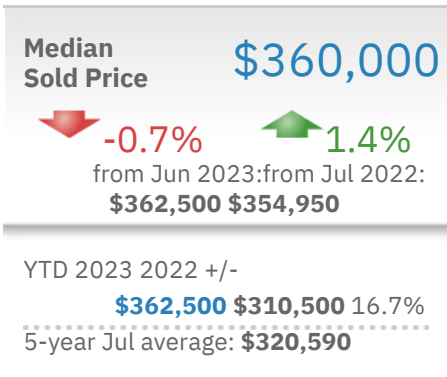 Median
Sold Price
$360,000
-0.7% 1.4%
from Jun 2023:from Jul 2022:
$362,500 $354,950
YTD 2023 2022 +/-
$362,500 $310,500 16.7%
5-year Jul average: $320,590